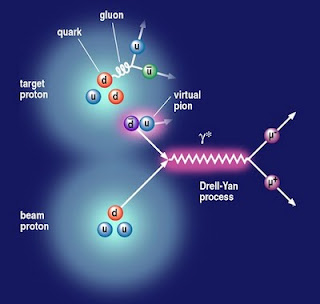 gluon
quark
u
ū
d
target
proton
u
d
virtual
pion
d̄
u
γ*
μ⁻
Drell-Yan
process
μ⁺
beam
proton
d
u
u